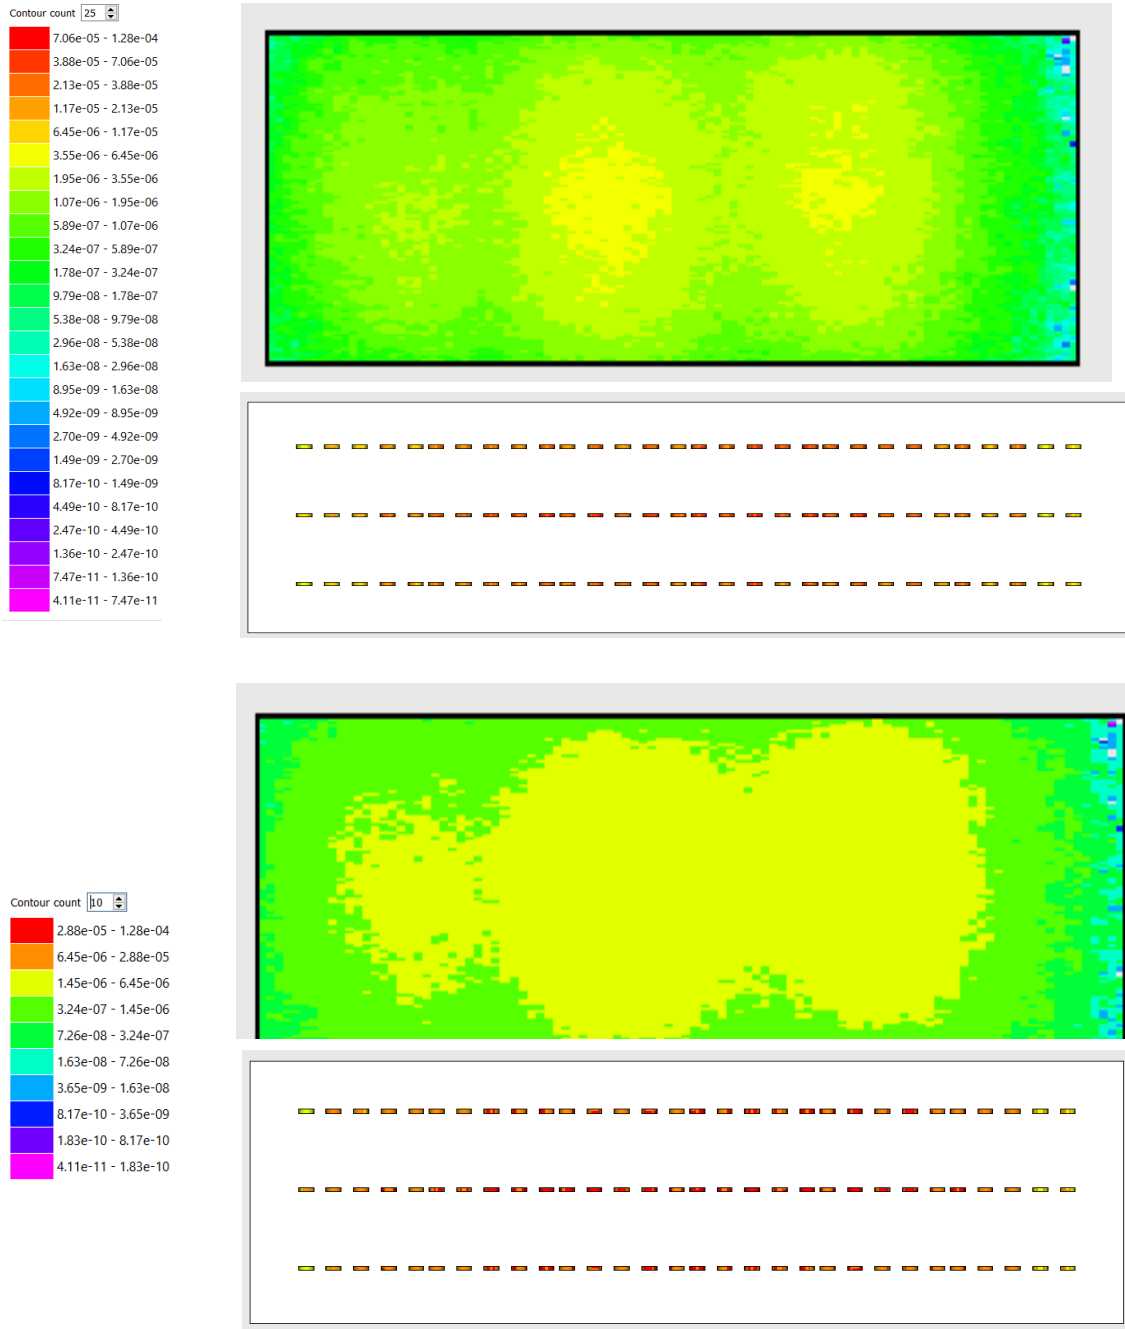 Contour count 25
7.06e-05 - 1.28e-04
3.88e-05 - 7.06e-05
2.13e-05 - 3.88e-05
1.17e-05 - 2.13e-05
6.45e-06 - 1.17e-05
3.55e-06 - 6.45e-06
1.95e-06 - 3.55e-06
1.07e-06 - 1.95e-06
5.89e-07 - 1.07e-06
3.24e-07 - 5.89e-07
1.78e-07 - 3.24e-07
9.79e-08 - 1.78e-07
5.38e-08 - 9.79e-08
2.96e-08 - 5.38e-08
1.63e-08 - 2.96e-08
8.95e-09 - 1.63e-08
4.92e-09 - 8.95e-09
2.70e-09 - 4.92e-09
1.49e-09 - 2.70e-09
8.17e-10 - 1.49e-09
4.49e-10 - 8.17e-10
2.47e-10 - 4.49e-10
1.36e-10 - 2.47e-10
7.47e-11 - 1.36e-10
4.11e-11 - 7.47e-11
Contour count 10
2.88e-05 - 1.28e-04
6.45e-06 - 2.88e-05
1.45e-06 - 6.45e-06
3.24e-07 - 1.45e-06
7.26e-08 - 3.24e-07
1.63e-08 - 7.26e-08
3.65e-09 - 1.63e-08
8.17e-10 - 3.65e-09
1.83e-10 - 8.17e-10
4.11e-11 - 1.83e-10